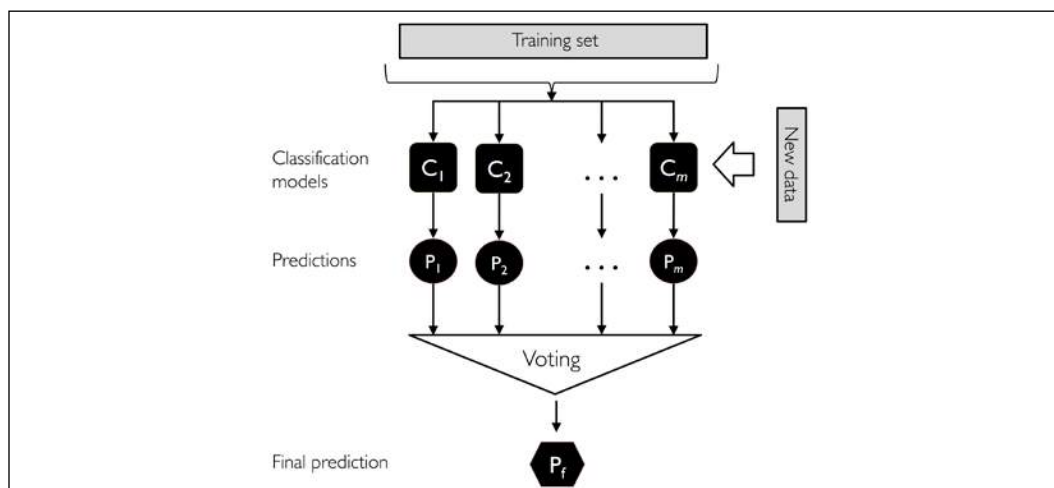 Training set
Classification
models
C1 C2 . . . Cm
New data
Predictions
P1 P2 . . . Pm
Voting
Final prediction
Pf